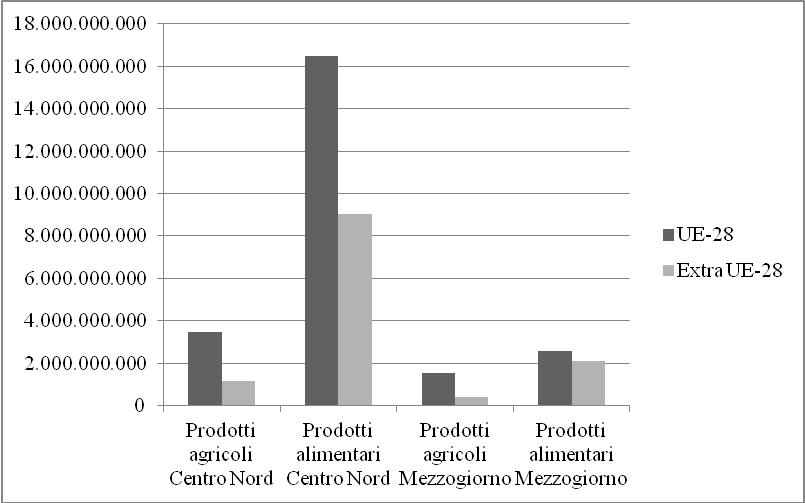 18.000.000.000
16.000.000.000
14.000.000.000
12.000.000.000
10.000.000.000
8.000.000.000
6.000.000.000
4.000.000.000
2.000.000.000
0
Prodotti
agricoli
Centro Nord
Prodotti
alimentari
Centro Nord
Prodotti
agricoli
Mezzogiorno
Prodotti
alimentari
Mezzogiorno
UE-28
Extra UE-28